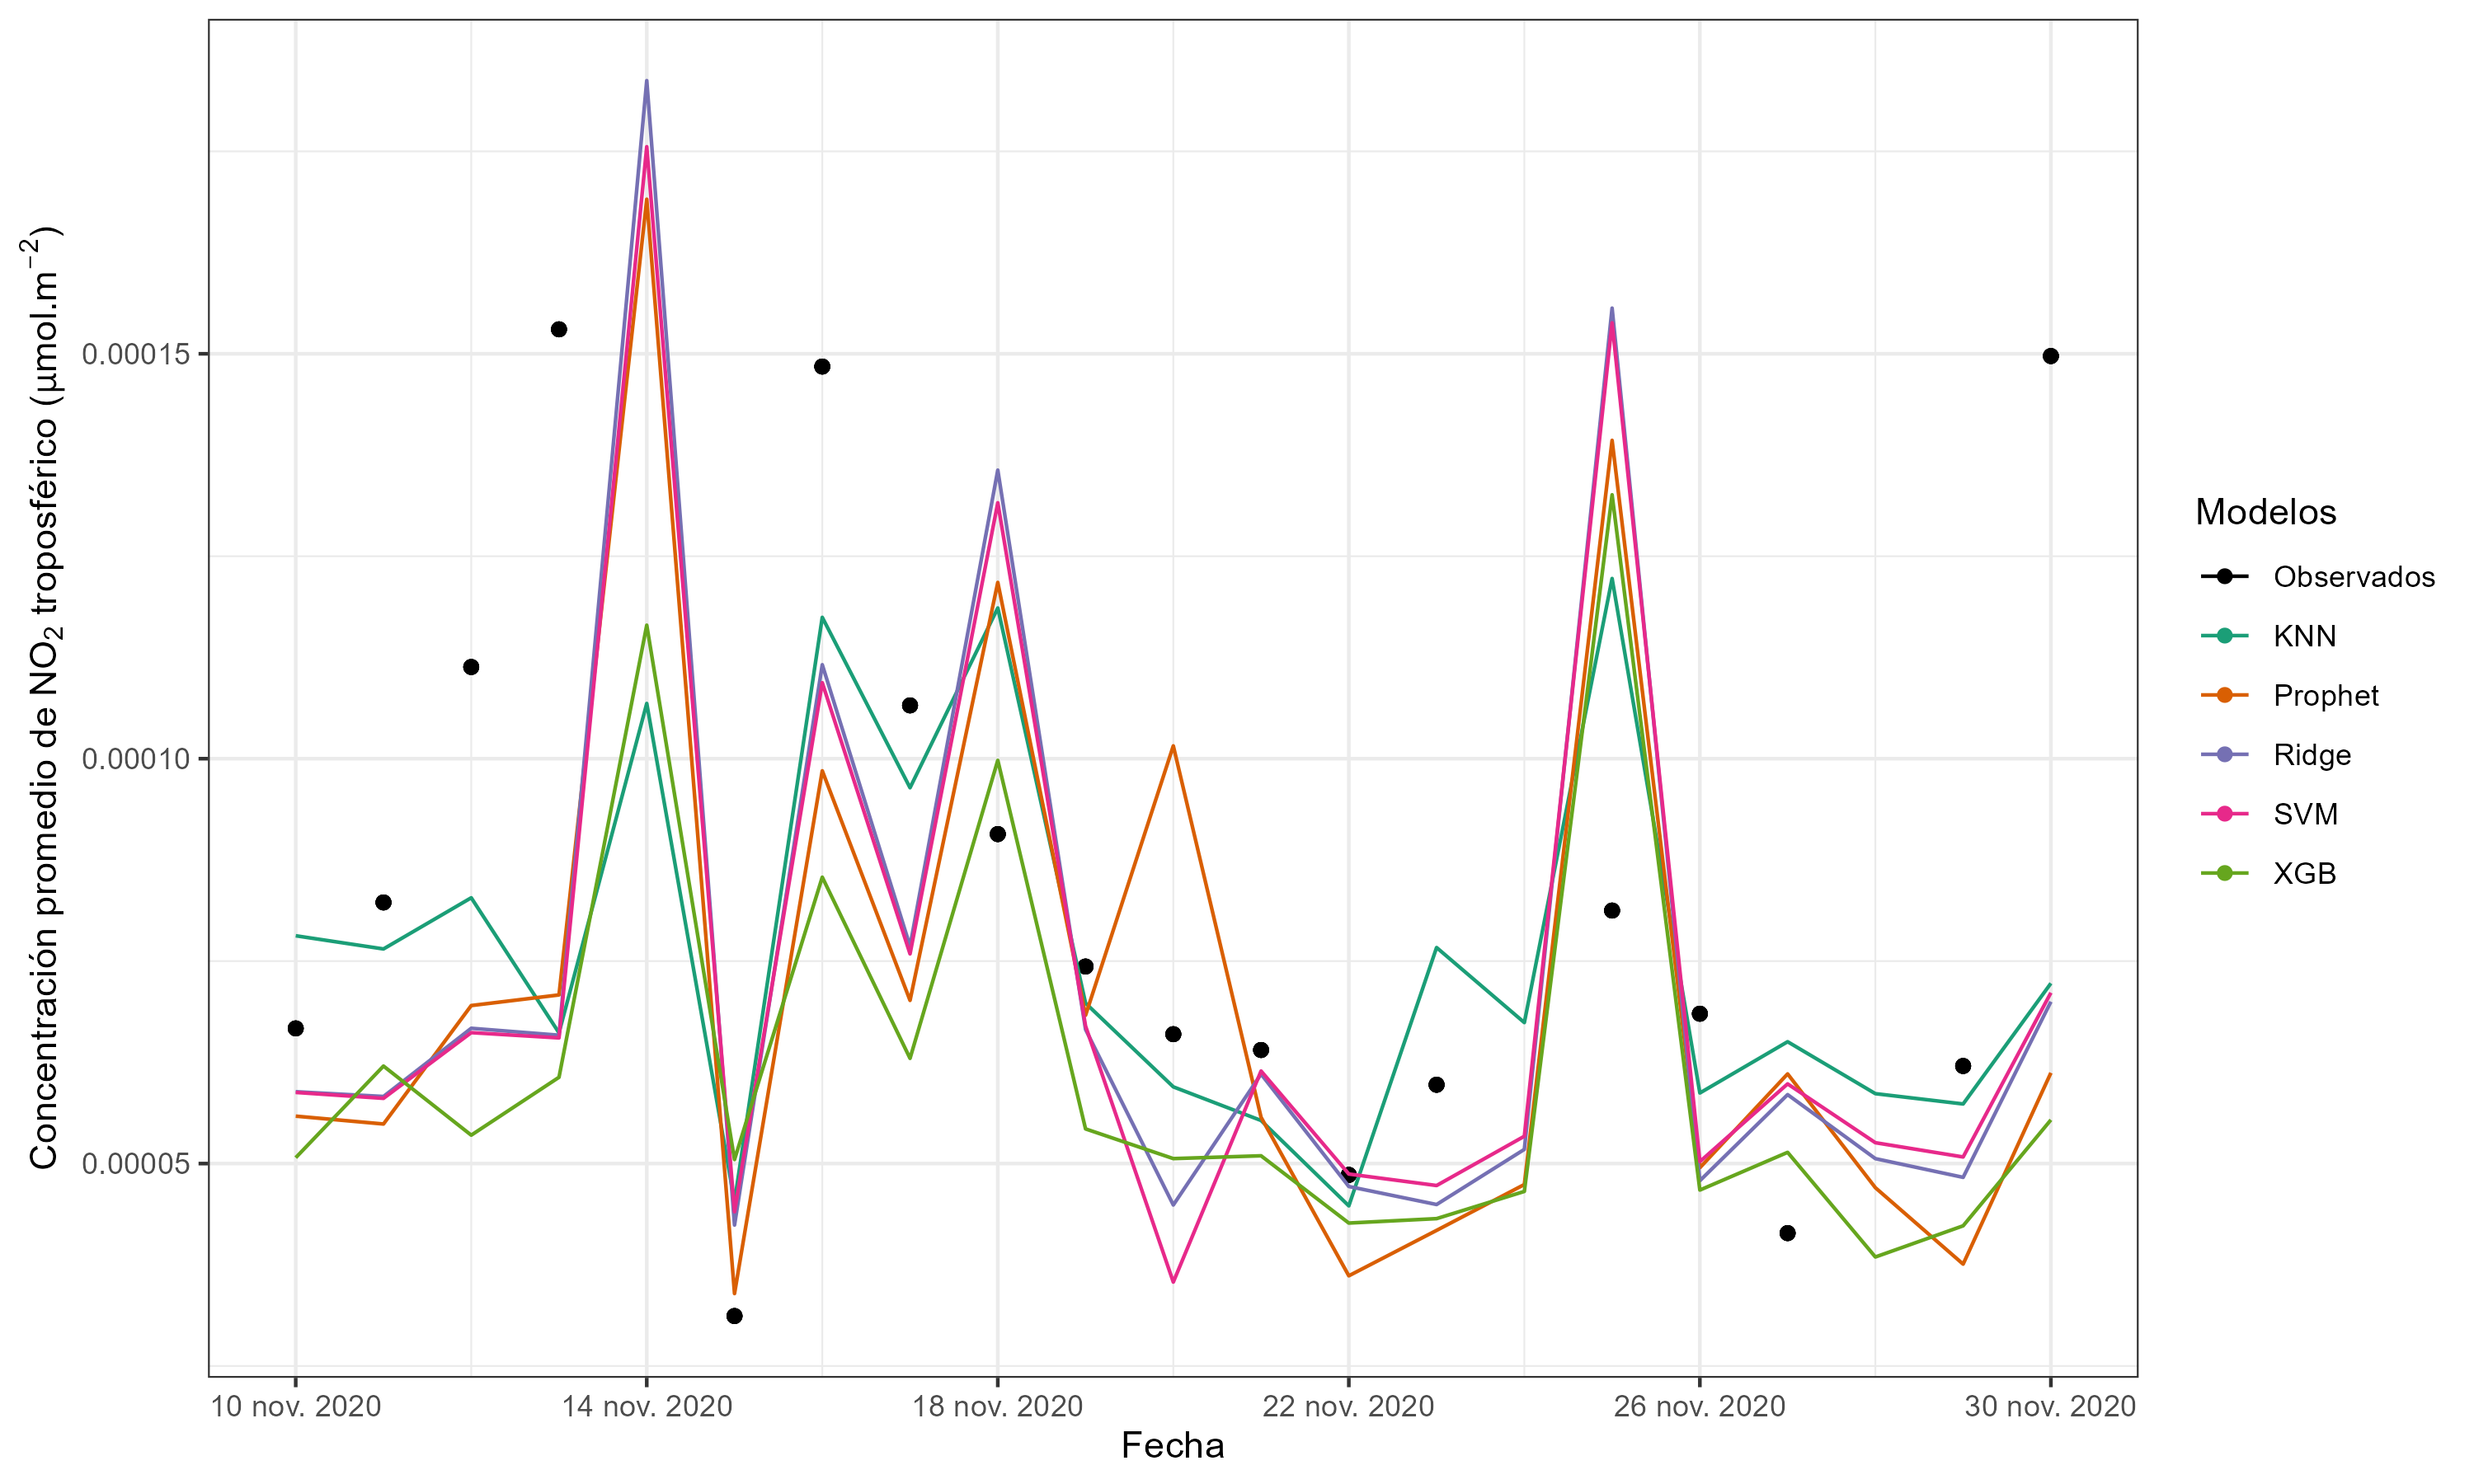 Concentración promedio de NO₂ troposférico (µmol.m⁻²)
0.00015
0.00010
0.00005
10 nov. 2020
14 nov. 2020
18 nov. 2020
22 nov. 2020
26 nov. 2020
30 nov. 2020
Fecha
Modelos
Observados
KNN
Prophet
Ridge
SVM
XGB